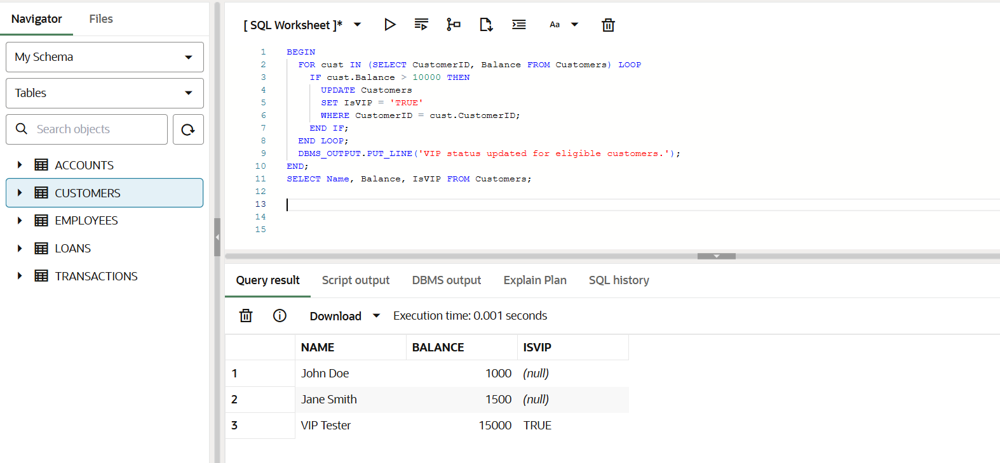 Navigator Files
My Schema
Tables
Search objects
ACCOUNTS
CUSTOMERS
EMPLOYEES
LOANS
TRANSACTIONS
[ SQL Worksheet ]* Aa
1 BEGIN
2 FOR cust IN (SELECT CustomerID, Balance FROM Customers) LOOP
3 IF cust.Balance > 10000 THEN
4 UPDATE Customers
5 SET IsVIP = 'TRUE'
6 WHERE CustomerID = cust.CustomerID;
7 END IF;
8 END LOOP;
9 DBMS_OUTPUT.PUT_LINE('VIP status updated for eligible customers.');
10 END;
11 SELECT Name, Balance, IsVIP FROM Customers;
12
13
14
15
Query result Script output DBMS output Explain Plan SQL history
Download Execution time: 0.001 seconds
NAME BALANCE ISVIP
1 John Doe 1000 (null)
2 Jane Smith 1500 (null)
3 VIP Tester 15000 TRUE